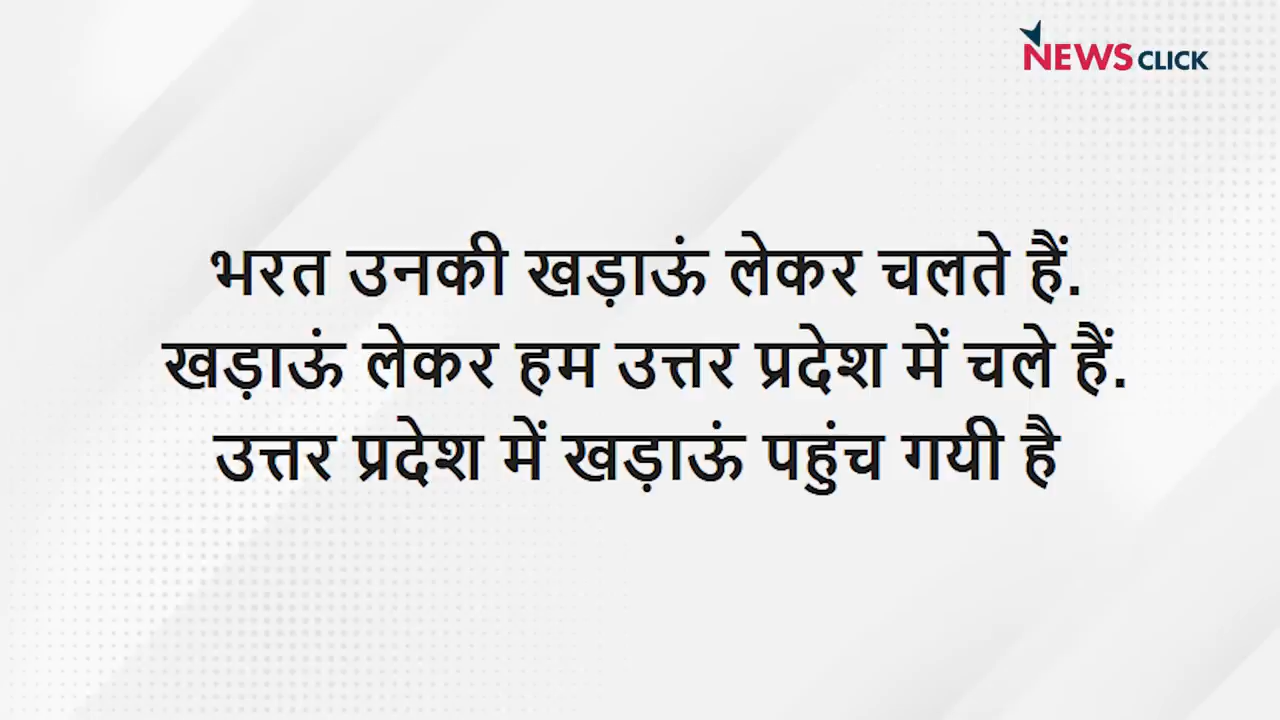 NEWSCLICK
भरत उनकी खड़ाऊं लेकर चलते हैं.
खड़ाऊं लेकर हम उत्तर प्रदेश में चले हैं.
उत्तर प्रदेश में खड़ाऊं पहुंच गयी है